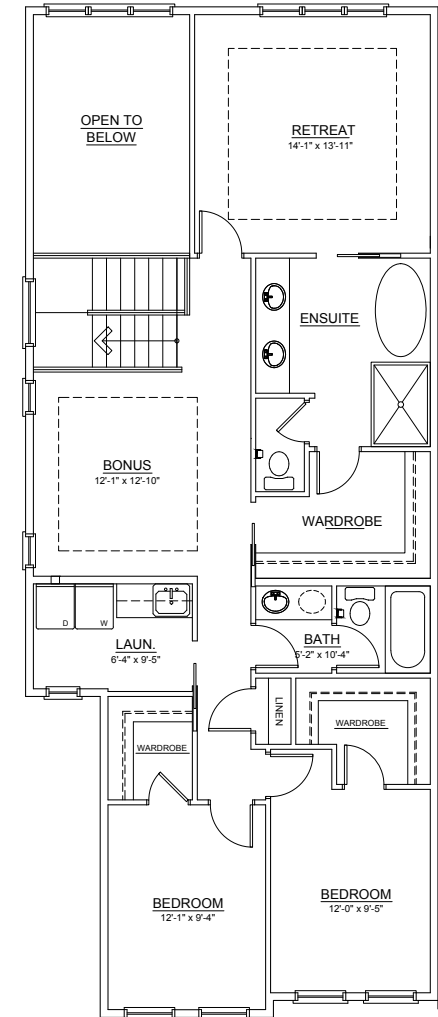 OPEN TO
BELOW
RETREAT
14'-1" x 13'-11"
ENSUITE
BONUS
12'-1" x 12'-10"
WARDROBE
D
W
LAUN.
6'-4" x 9'-5"
BATH
5'-2" x 10'-4"
LINEN
WARDROBE
WARDROBE
BEDROOM
12'-1" x 9'-4"
BEDROOM
12'-0" x 9'-5"